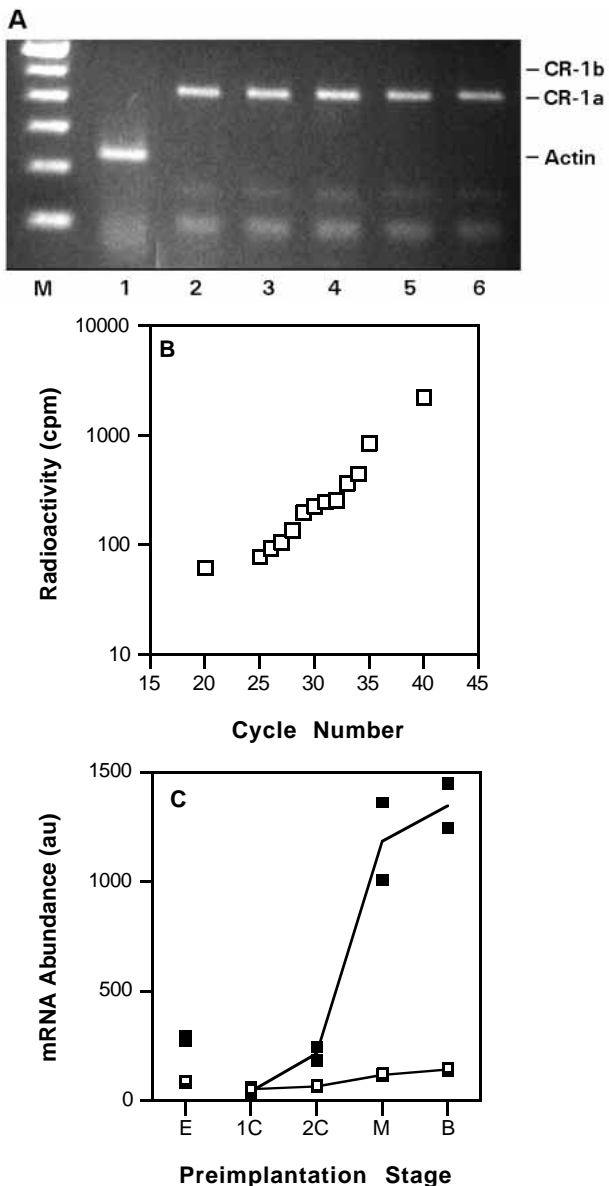 A
CR-1b
CR-1a
Actin
M 1 2 3 4 5 6
B
10000
1000
100
10
Radioactivity (cpm)
15 20 25 30 35 40 45
Cycle Number
C
1500
1000
500
0
mRNA Abundance (au)
E 1C 2C M B
Preimplantation Stage